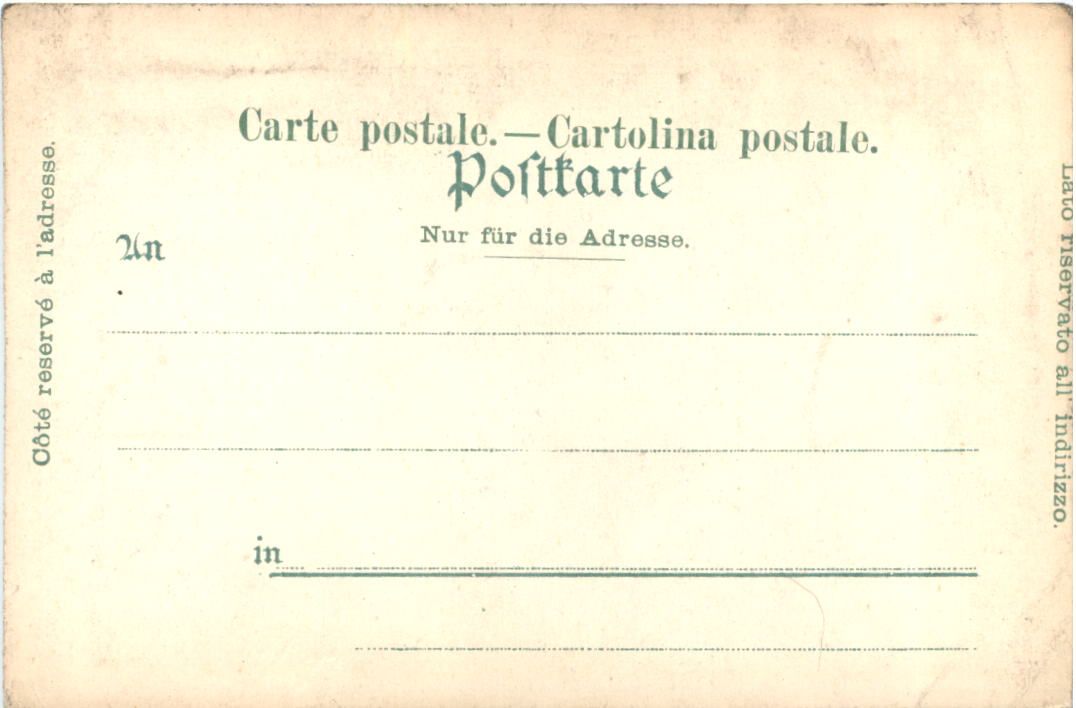 Carte postale.—Cartolina postale.
Poſtkarte
Nur für die Adresse.
An
in
Côté reservé à l'adresse.
Lato riservato all' indirizzo.